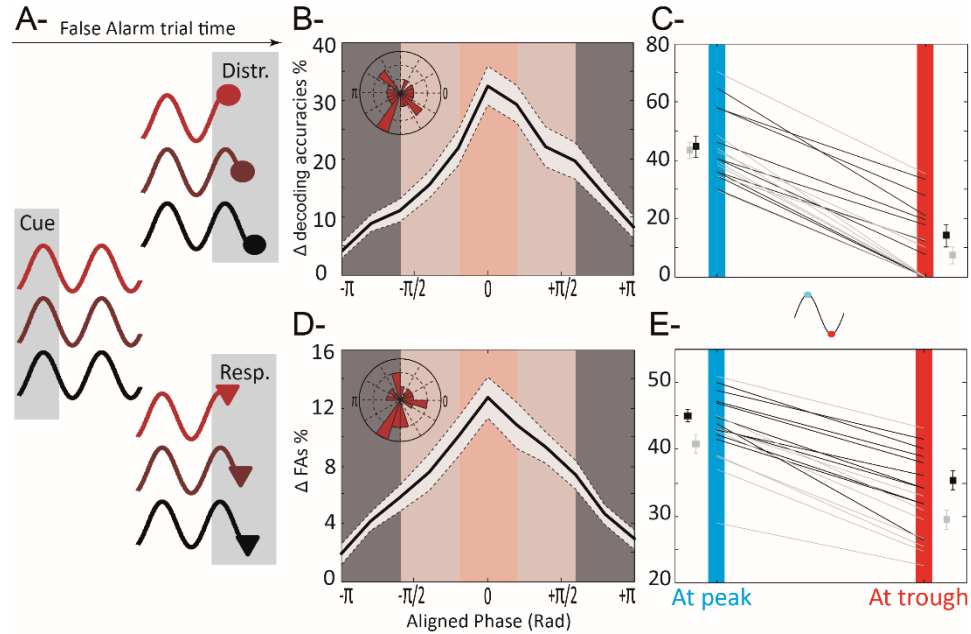 A-
False Alarm trial time
Distr.
Cue
Resp.
B-
Δ decoding accuracies %
40
30
20
10
0
π
0
-π
-π/2
0
+π/2
+π
C-
80
60
40
20
0
D-
Δ FAs %
16
12
8
4
0
π
0
-π
-π/2
0
+π/2
+π
Aligned Phase (Rad)
E-
50
40
30
20
At peak
At trough